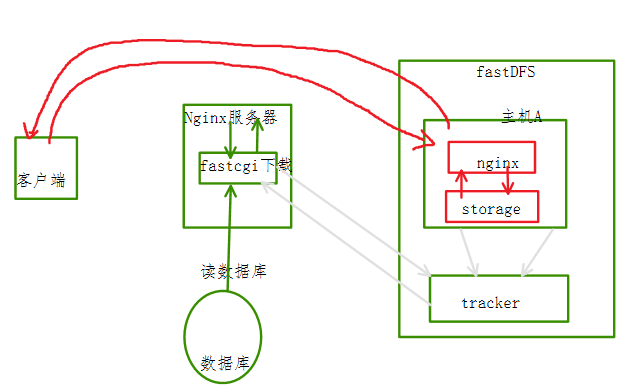 fastDFS
Nginx服务器
主机A
fastcgi下载
nginx
客户端
storage
读数据库
tracker
数据库